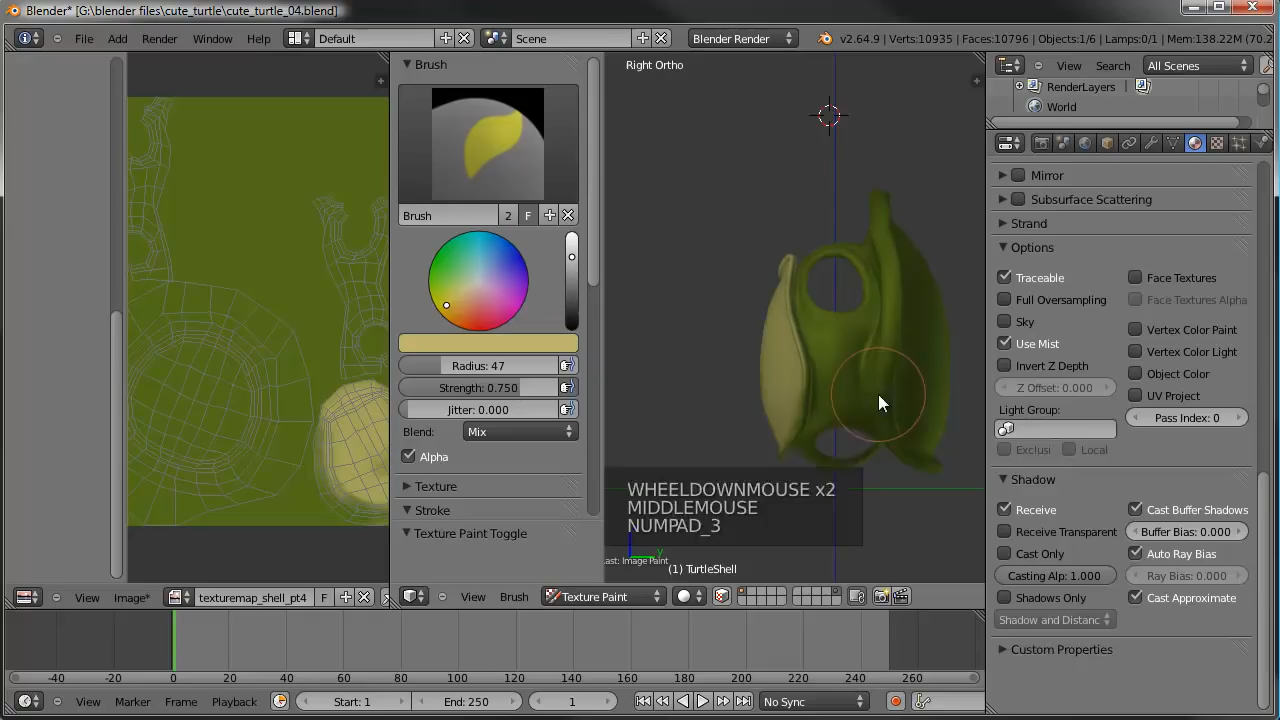 Blender* [G:\blender files\cute_turtle\cute_turtle_04.blend]
File Add Render Window Help Default Scene Blender Render v2.64.9 | Verts:10935 | Faces:10796 | Objects:1/6 | Lamps:0/1 | Mem:138.22M (70.2
Brush
Right Ortho
View Search All Scenes
RenderLayers
World
Brush 2 F
Mirror
Subsurface Scattering
Strand
Options
Traceable Face Textures
Full Oversampling Face Textures Alpha
Sky
Use Mist Vertex Color Paint
Invert Z Depth Vertex Color Light
Z Offset: 0.000 Object Color
UV Project
Light Group: Pass Index: 0
Exclusi Local
Radius: 47
Strength: 0.750
Jitter: 0.000
Blend: Mix
Alpha
Texture
Stroke
Texture Paint Toggle
WHEELDOWNMOUSE x2
MIDDLEMOUSE
NUMPAD_3
y
ast: Image Paint
(1) TurtleShell
Shadow
Receive Cast Buffer Shadows
Receive Transparent Buffer Bias: 0.000
Cast Only Auto Ray Bias
Casting Alp: 1.000 Ray Bias: 0.000
Shadows Only Cast Approximate
Shadow and Distanc
Custom Properties
View Image* texturemap_shell_pt4 F
View Brush Texture Paint
-40 -20 0 20 40 60 80 100 120 140 160 180 200 220 240 260
View Marker Frame Playback Start: 1 End: 250 1 No Sync